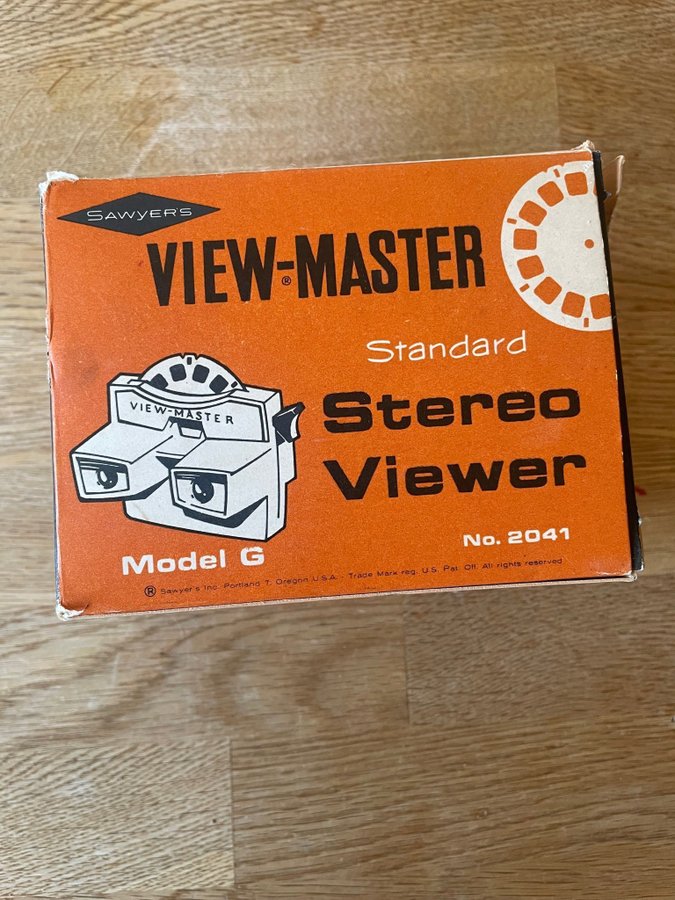 SAWYERS
VIEW-MASTER®
Standard
Stereo
Viewer
VIEW-MASTER
Model G
No. 2041
® Sawyer's Inc. Portland 7, Oregon U.S.A. - Trade Mark reg. U.S. Pat. Off. All rights reserved